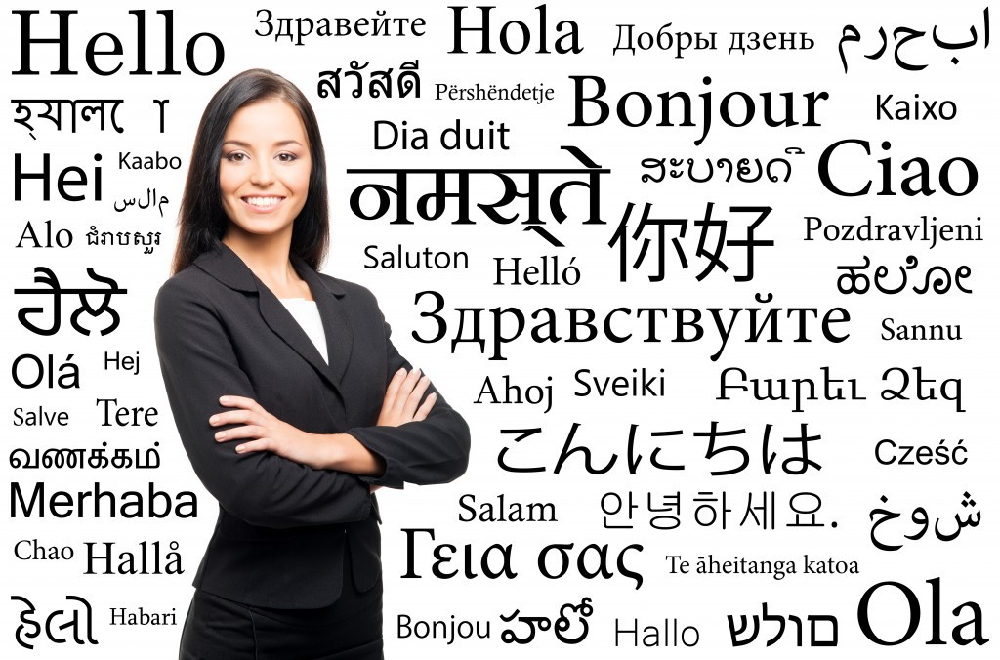 Hello
Здравейте
Hola
Добры дзень
ابحرم
สวัสดี
Përshëndetje
Bonjour
Kaixo
হ্যাল ো
Dia duit
Hei
Kaabo
مالس
नमस्ते
ສະບາຍດີ
Ciao
Alo
ជំរាបសួរ
Saluton
Helló
你好
Pozdravljeni
ਹੈਲੋ
ಹಲೋ
Здравствуйте
Sannu
Olá
Hej
Ahoj
Sveiki
Բարեւ Ձեզ
Salve
Tere
こんにちは
Cześć
வணக்கம்
Merhaba
Salam
안녕하세요.
شوخ
Chao
Hallå
Γεια σας
Te āheitanga katoa
Ola
હેલો
Habari
Bonjou
హలో
Hallo
םולש